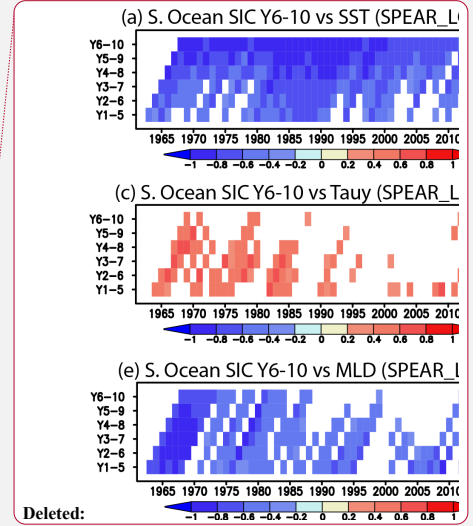 (a) S. Ocean SIC Y6-10 vs SST (SPEAR_L
Y6-10
Y5-9
Y4-8
Y3-7
Y2-6
Y1-5
1965 1970 1975 1980 1985 1990 1995 2000 2005 2010
-1 -0.8 -0.6 -0.4 -0.2 0 0.2 0.4 0.6 0.8 1
(c) S. Ocean SIC Y6-10 vs Tauy (SPEAR_L
Y6-10
Y5-9
Y4-8
Y3-7
Y2-6
Y1-5
1965 1970 1975 1980 1985 1990 1995 2000 2005 2010
-1 -0.8 -0.6 -0.4 -0.2 0 0.2 0.4 0.6 0.8 1
(e) S. Ocean SIC Y6-10 vs MLD (SPEAR_L
Y6-10
Y5-9
Y4-8
Y3-7
Y2-6
Y1-5
1965 1970 1975 1980 1985 1990 1995 2000 2005 2010
-1 -0.8 -0.6 -0.4 -0.2 0 0.2 0.4 0.6 0.8 1
Deleted: